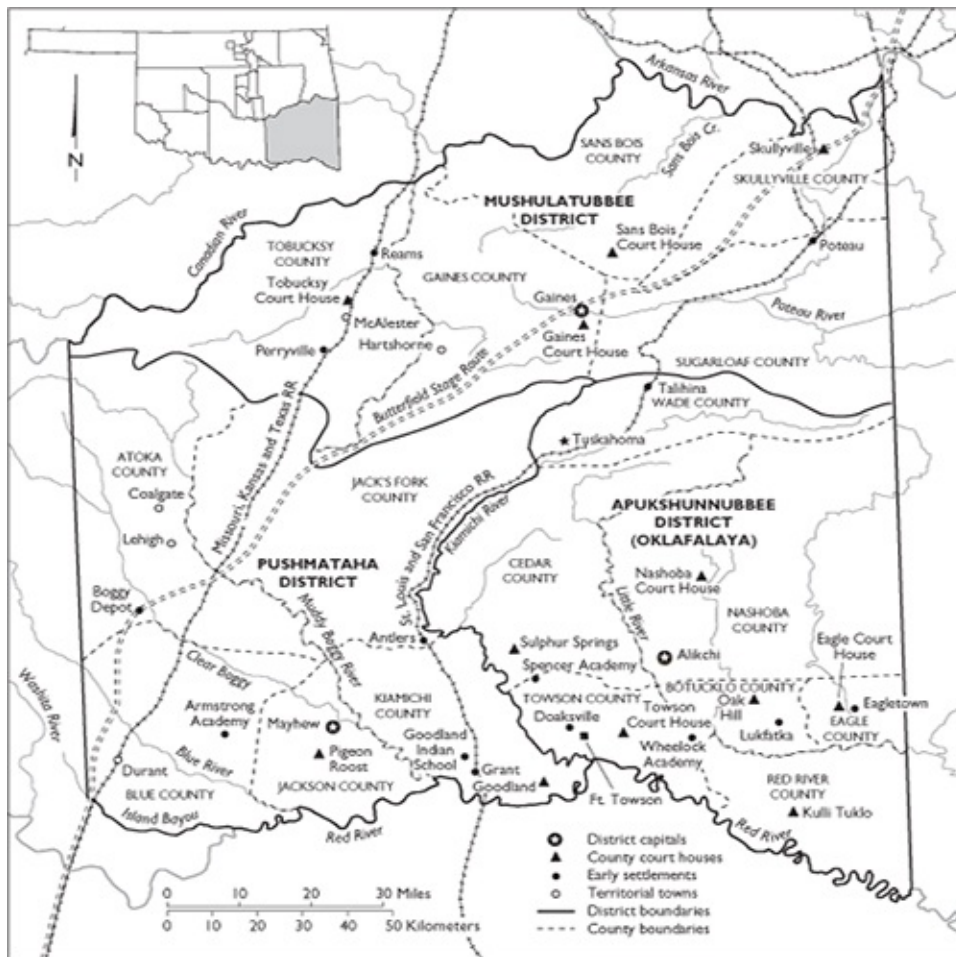 Arkansas River
SANS BOIS
COUNTY
Sans Bois Cr.
Skullyville
SKULLYVILLE COUNTY
N
MUSHULATUBBEE
DISTRICT
Canadian River
TOBUCKSY
COUNTY
Reams
Sans Bois
Court House
Poteau
GAINES COUNTY
Tobucksy
Court House
Gaines
McAlester
Hartshorne
Gaines
Court House
Poteau River
Perryville
Butterfield Stage Route
SUGARLOAF COUNTY
Talihina
WADE COUNTY
Missouri, Kansas and Texas RR
Tuskahoma
ATOKA
COUNTY
Coalgate
JACK'S FORK
COUNTY
St. Louis and San Francisco RR
Kiamichi River
APUKSHUNNUBBEE
DISTRICT
(OKLAFALAYA)
Lehigh
PUSHMATAHA
DISTRICT
CEDAR
COUNTY
Nashoba
Court House
Boggy
Depot
Muddy Boggy River
Little River
NASHOBA
COUNTY
Eagle Court
House
Antlers
Sulphur Springs
Alikchi
Washita River
Clear Boggy
Spencer Academy
KIAMICHI
COUNTY
TOWSON COUNTY
BOTUCKLO COUNTY
Armstrong
Academy
Mayhew
Doaksville
Towson
Court House
Oak
Hill
Eagletown
EAGLE
COUNTY
Goodland
Indian
School
Pigeon
Roost
Wheelock
Academy
Lukfatka
Blue River
Durant
BLUE COUNTY
JACKSON COUNTY
Grant
Goodland
Ft. Towson
RED RIVER
COUNTY
Kulli Tuklo
Island Bayou
Red River
Red River
District capitals
County court houses
Early settlements
Territorial towns
District boundaries
County boundaries
0 10 20 30 Miles
0 10 20 30 40 50 Kilometers